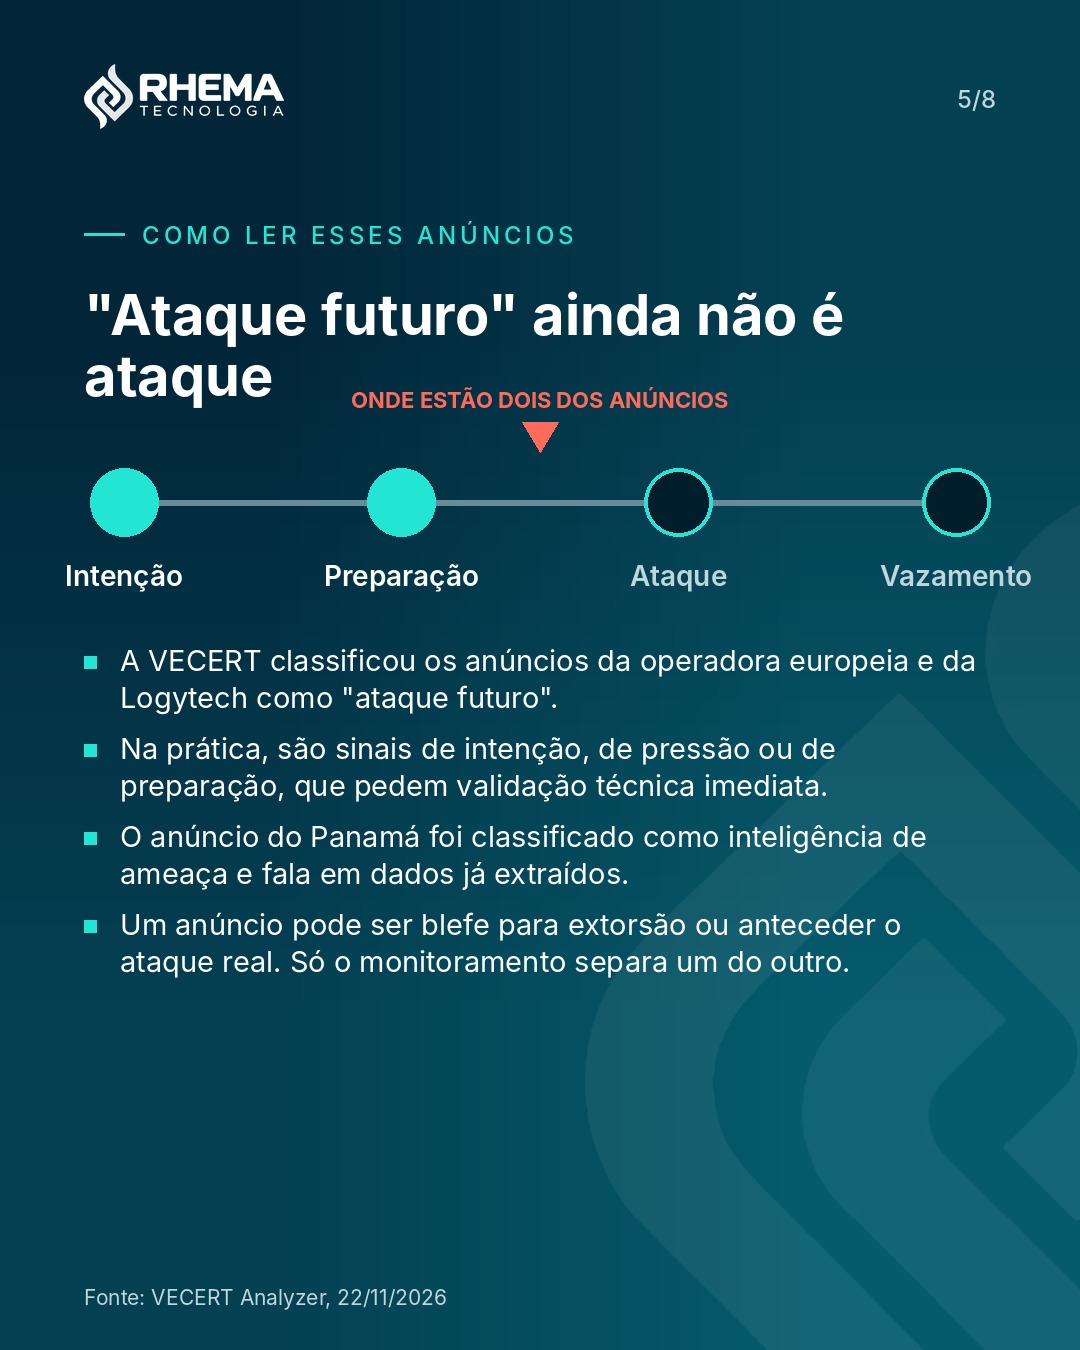 RHEMA
TECNOLOGIA
5/8
COMO LER ESSES ANÚNCIOS
"Ataque futuro" ainda não é
ataque
ONDE ESTÃO DOIS DOS ANÚNCIOS
Intenção
Preparação
Ataque
Vazamento
A VECERT classificou os anúncios da operadora europeia e da
Logytech como "ataque futuro".
Na prática, são sinais de intenção, de pressão ou de
preparação, que pedem validação técnica imediata.
O anúncio do Panamá foi classificado como inteligência de
ameaça e fala em dados já extraídos.
Um anúncio pode ser blefe para extorsão ou anteceder o
ataque real. Só o monitoramento separa um do outro.
Fonte: VECERT Analyzer, 22/11/2026